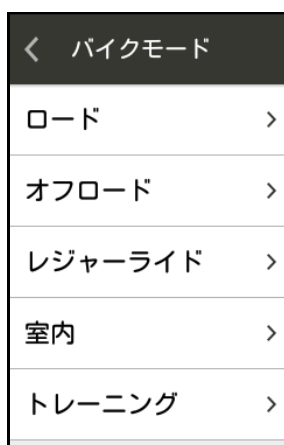 バイクモード
ロード
オフロード
レジャーライド
室内
トレーニング